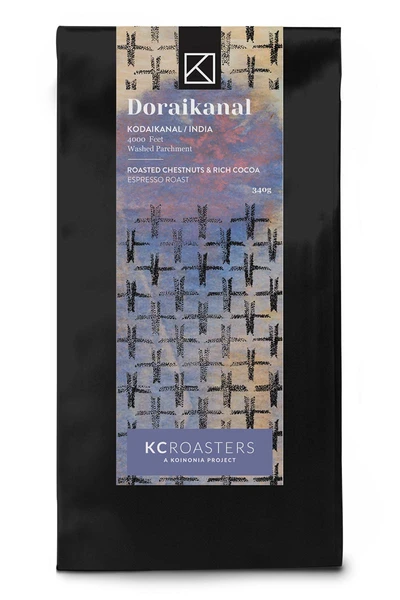 Doraikanal
KODAIKANAL / INDIA
4000 Feet
Washed Parchment
ROASTED CHESTNUTS & RICH COCOA
ESPRESSO ROAST
340g
KCROASTERS
A KOINONIA PROJECT